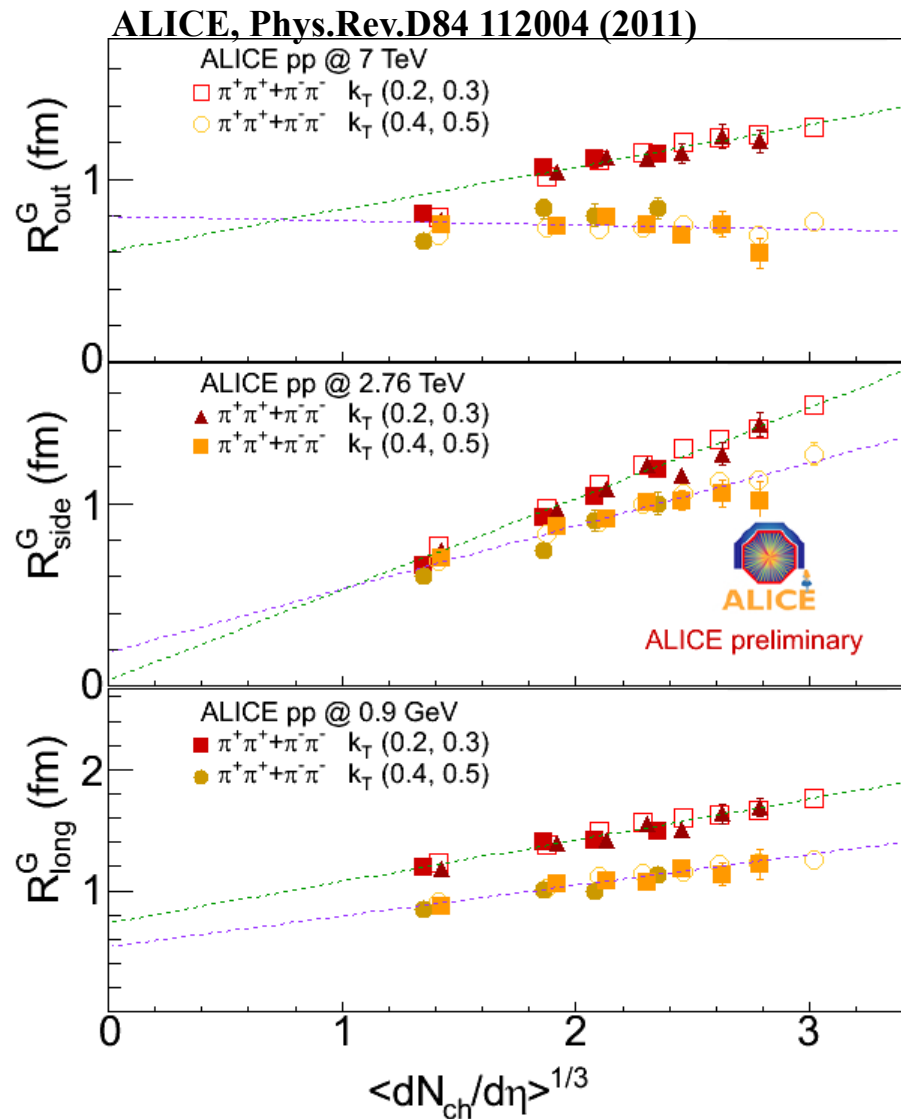 ALICE, Phys.Rev.D84 112004 (2011)
ALICE pp @ 7 TeV
π⁺π⁺+π⁻π⁻ k_T (0.2, 0.3)
π⁺π⁺+π⁻π⁻ k_T (0.4, 0.5)
R^G_out (fm)
1
0
ALICE pp @ 2.76 TeV
π⁺π⁺+π⁻π⁻ k_T (0.2, 0.3)
π⁺π⁺+π⁻π⁻ k_T (0.4, 0.5)
R^G_side (fm)
1
0
ALICE
ALICE preliminary
ALICE pp @ 0.9 GeV
π⁺π⁺+π⁻π⁻ k_T (0.2, 0.3)
π⁺π⁺+π⁻π⁻ k_T (0.4, 0.5)
R^G_long (fm)
2
1
0 1 2 3
<dN_ch/dη>^1/3